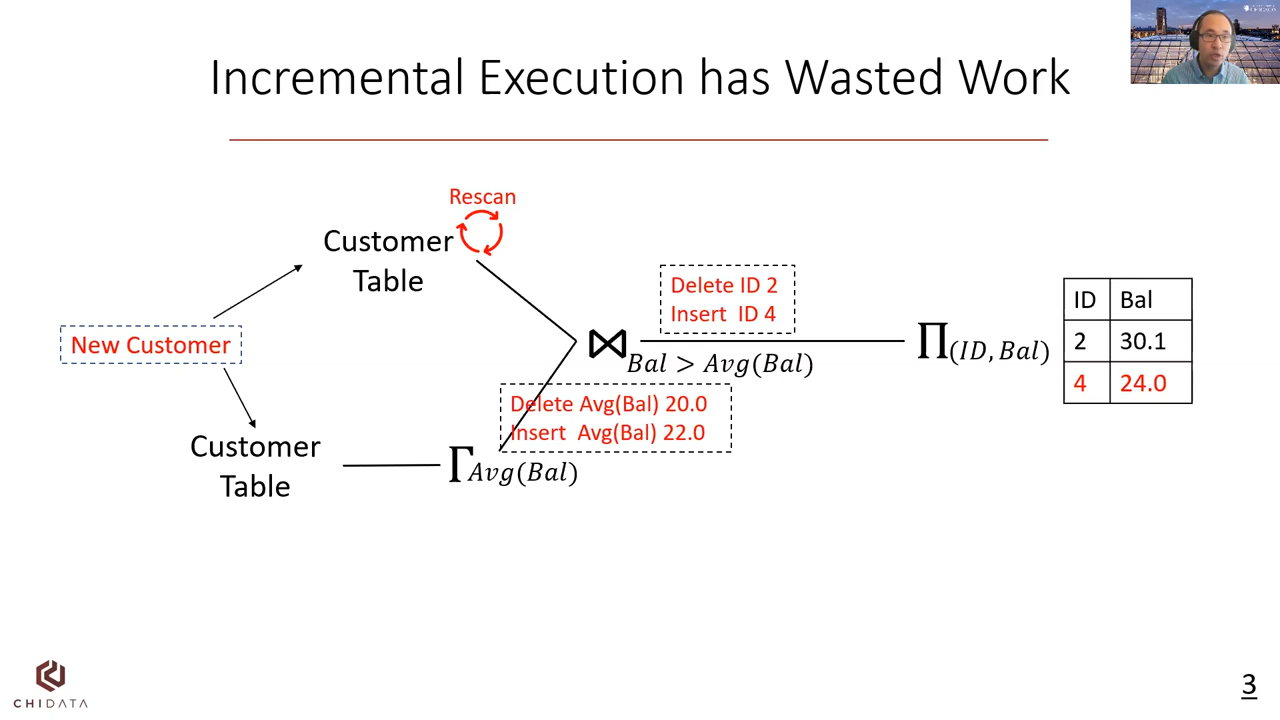 Incremental Execution has Wasted Work
Rescan
Customer
Table
New Customer
Customer
Table
Γ Avg(Bal)
Delete Avg(Bal) 20.0
Insert Avg(Bal) 22.0
⋈ Bal > Avg(Bal)
Delete ID 2
Insert ID 4
Π (ID, Bal)
ID Bal
2 30.1
4 24.0
CHIDATA
3